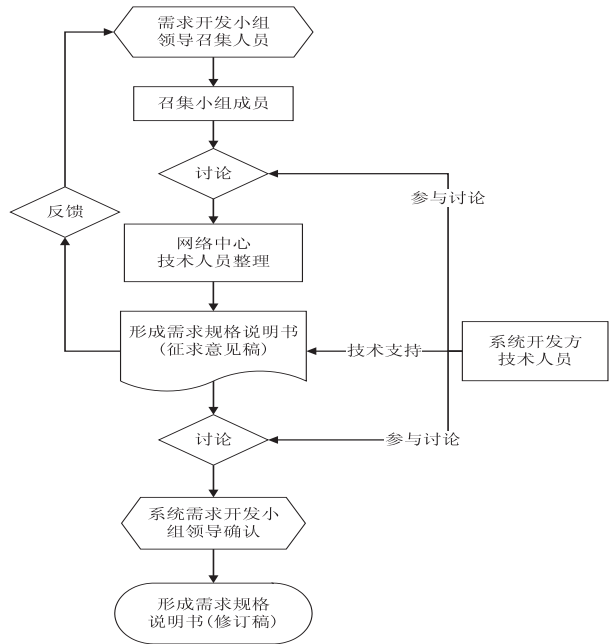 需求开发小组
领导召集人员
召集小组成员
讨论
参与讨论
反馈
网络中心
技术人员整理
形成需求规格说明书
(征求意见稿)
技术支持
系统开发方
技术人员
讨论
参与讨论
系统需求开发小
组领导确认
形成需求规格
说明书(修订稿)